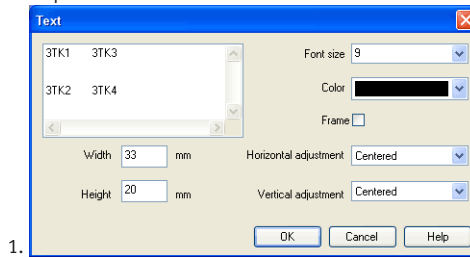 Text
3TK1 3TK3
Font size 9
3TK2 3TK4
Color
Frame
Width 33 mm Horizontal adjustment Centered
Height 20 mm Vertical adjustment Centered
1. OK Cancel Help